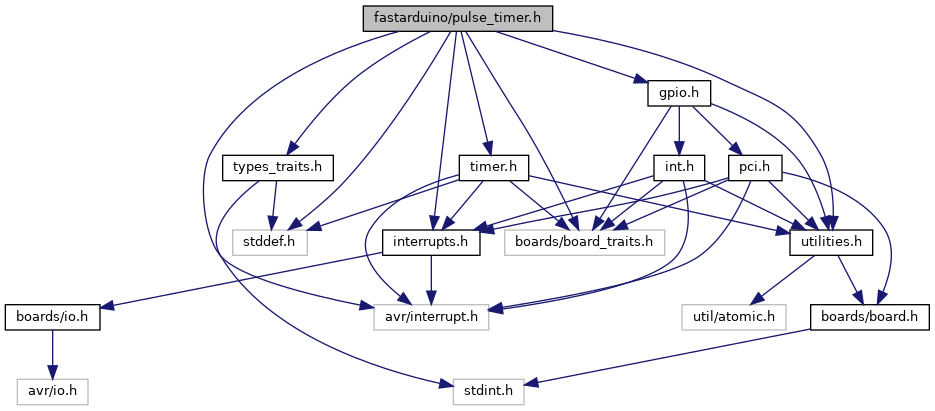 fastarduino/pulse_timer.h
gpio.h
types_traits.h
timer.h
int.h
pci.h
stddef.h
interrupts.h
boards/board_traits.h
utilities.h
boards/io.h
avr/interrupt.h
util/atomic.h
boards/board.h
avr/io.h
stdint.h